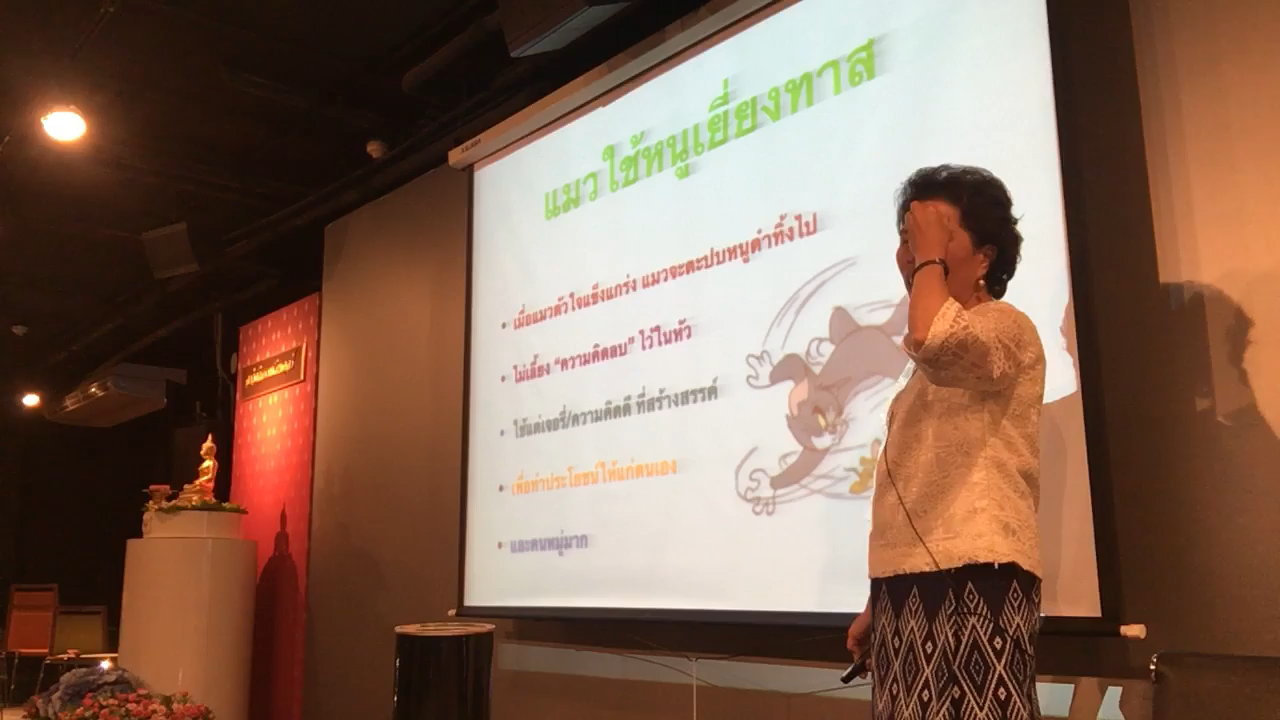 แมวใช้หนูเยี่ยงทาส
เมื่อแมวตัวใจแข็งแกร่ง แมวจะตะปบหนูดำทิ้งไป
ไม่เลี้ยง “ความคิดลบ” ไว้ในหัว
ใช้แต่เจอรี่/ความคิดดี ที่สร้างสรรค์
เพื่อทำประโยชน์ให้แก่ตนเอง
และคนหมู่มาก